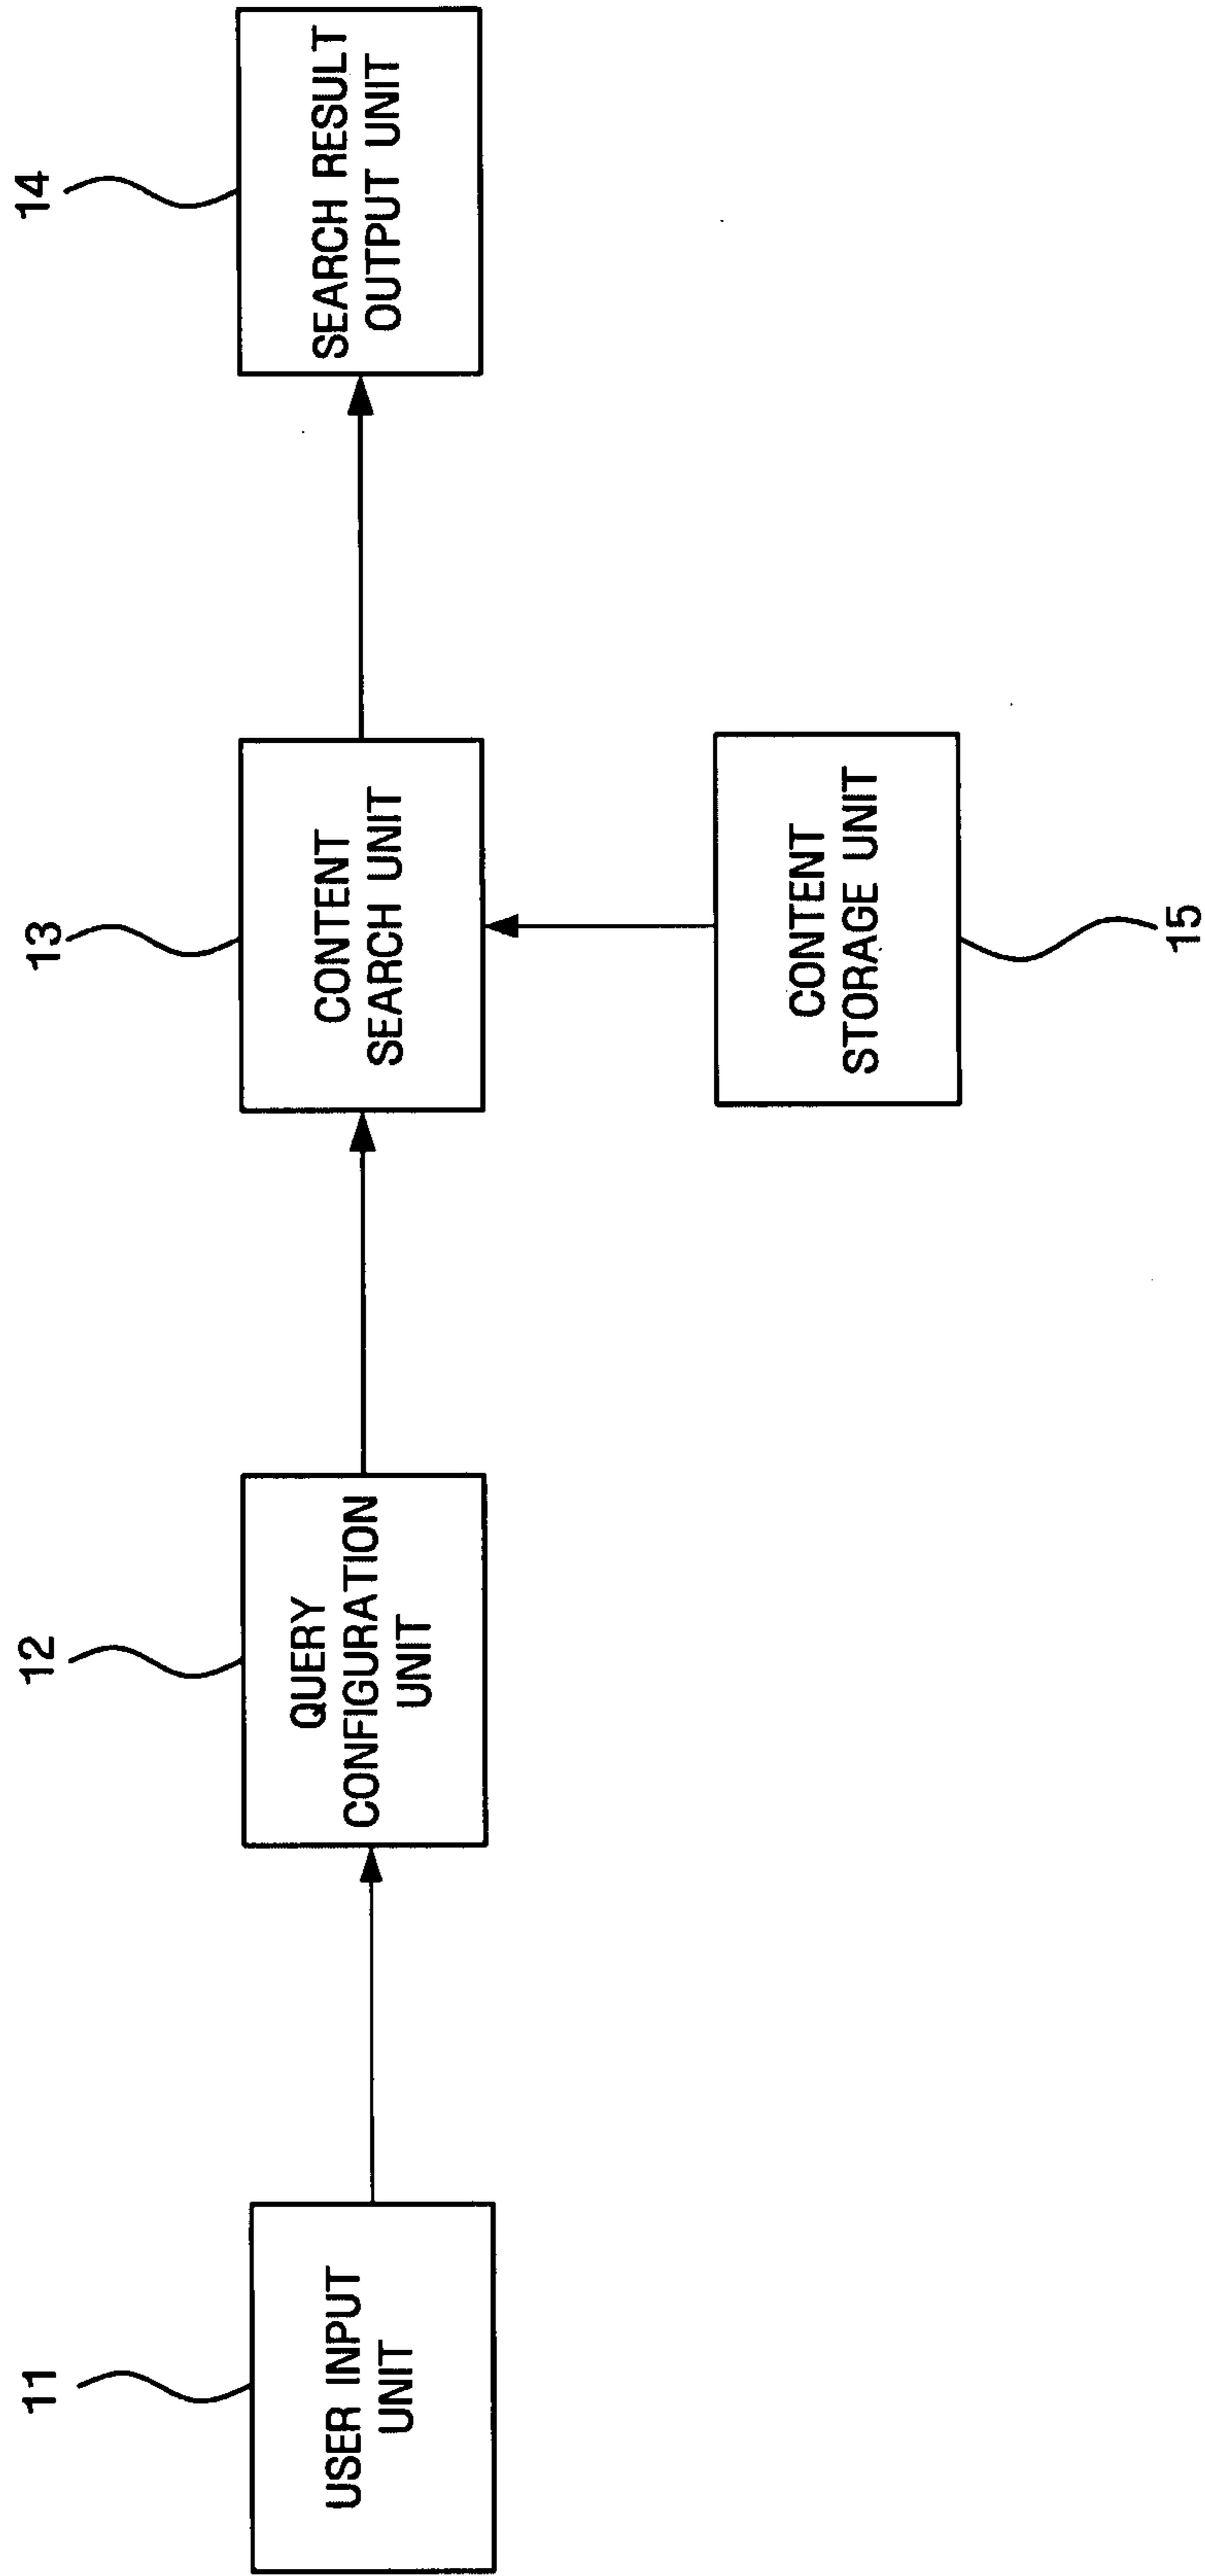 11
USER INPUT
UNIT
12
QUERY
CONFIGURATION
UNIT
13
CONTENT
SEARCH UNIT
14
SEARCH RESULT
OUTPUT UNIT
CONTENT
STORAGE UNIT
15